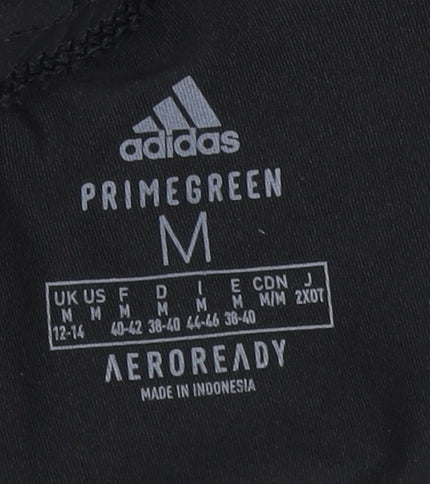 adidas
PRIMEGREEN
M
UK US F D I E CDN J
M M M M M M M/M 2XOT
12-14 40-42 38-40 44-46 38-40
AEROREADY
MADE IN INDONESIA